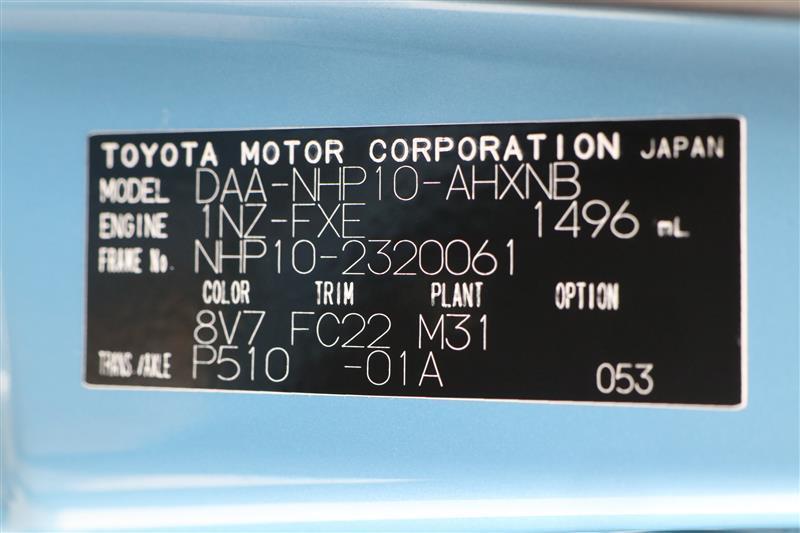 TOYOTA MOTOR CORPORATION JAPAN
MODEL DAA-NHP10-AHXNB
ENGINE 1NZ-FXE 1496 mL
FRAME No. NHP10-2320061
COLOR TRIM PLANT OPTION
8V7 FC22 M31
TRANS./AXLE P510 -01A 053